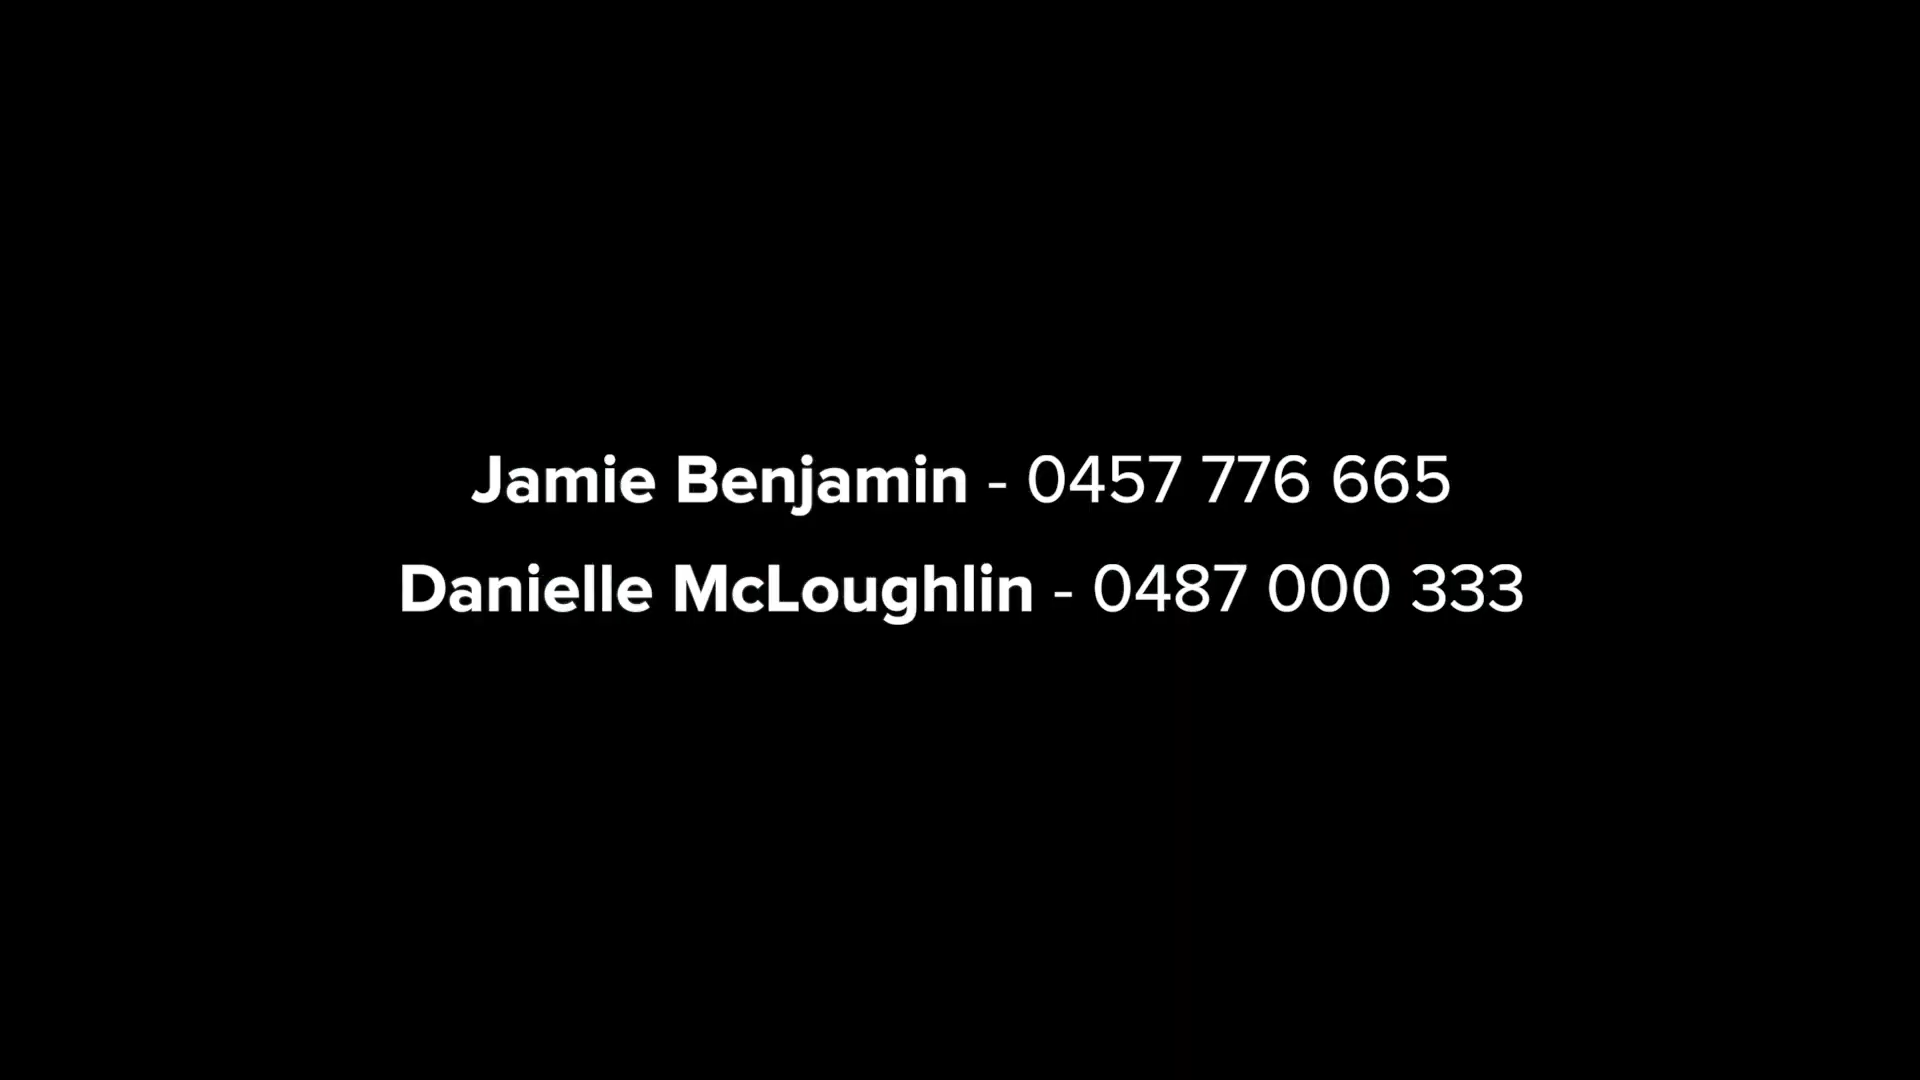 Jamie Benjamin - 0457 776 665
Danielle McLoughlin - 0487 000 333